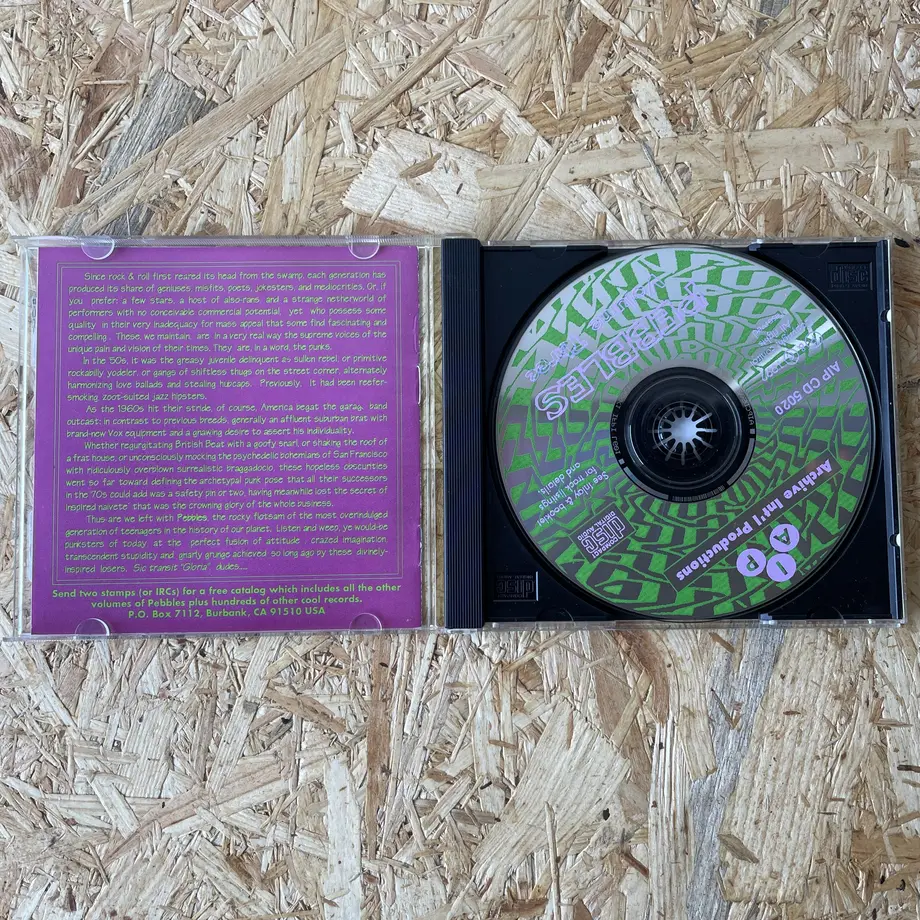 Since rock & roll first reared its head from the swamp, each generation has
produced its share of geniuses, misfits, poets, jokesters, and mediocrities. Or, if
you prefer a few stars, a host of also-rans, and a strange netherworld of
performers with no conceivable commercial potential, yet who possess some
quality in their very inadequacy for mass appeal that some find fascinating and
compelling. These, we maintain, are in a very real way the supreme voices of the
unique pain and vision of their times. They are, in a word, the punks.
In the '50s, it was the greasy juvenile delinquent as sullen rebel, or primitive
rockabilly yodeler, or gangs of shiftless thugs on the street corner, alternately
harmonizing love ballads and stealing hubcaps. Previously, it had been reefer-
smoking, zoot-suited jazz hipsters.
As the 1960s hit their stride, of course, America begat the garage band
outcast: in contrast to previous breeds, generally an affluent suburban brat with
brand-new Vox equipment and a gnawing desire to assert his individuality.
Whether regurgitating British Beat with a goofy snarl, or shaking the roof of
a frat house, or unconsciously mocking the psychedelic bohemians of San Francisco
with ridiculously overblown surrealistic braggadocio, these hopeless obscurities
went so far toward defining the archetypal punk pose that all their successors
in the '70s could add was a safety pin or two, having meanwhile lost the secret of
inspired naivete' that was the crowning glory of the whole business.
Thus are we left with Pebbles, the rocky flotsam of the most overindulged
generation of teenagers in the history of our planet. Listen and weep, ye would-be
punksters of today, at the perfect fusion of attitude, crazed imagination,
transcendent stupidity and gnarly grunge achieved so long ago by these divinely-
inspired losers. Sic transit "Gloria", dudes....
Send two stamps (or IRCs) for a free catalog which includes all the other
volumes of Pebbles plus hundreds of other cool records.
P.O. Box 7112, Burbank, CA 91510 USA
PEBBLES
AIP CD 5020
See inlay & booklet
for track listings
and details
COMPACT
disc
DIGITAL AUDIO
A
I
P
Archive Int'l Productions